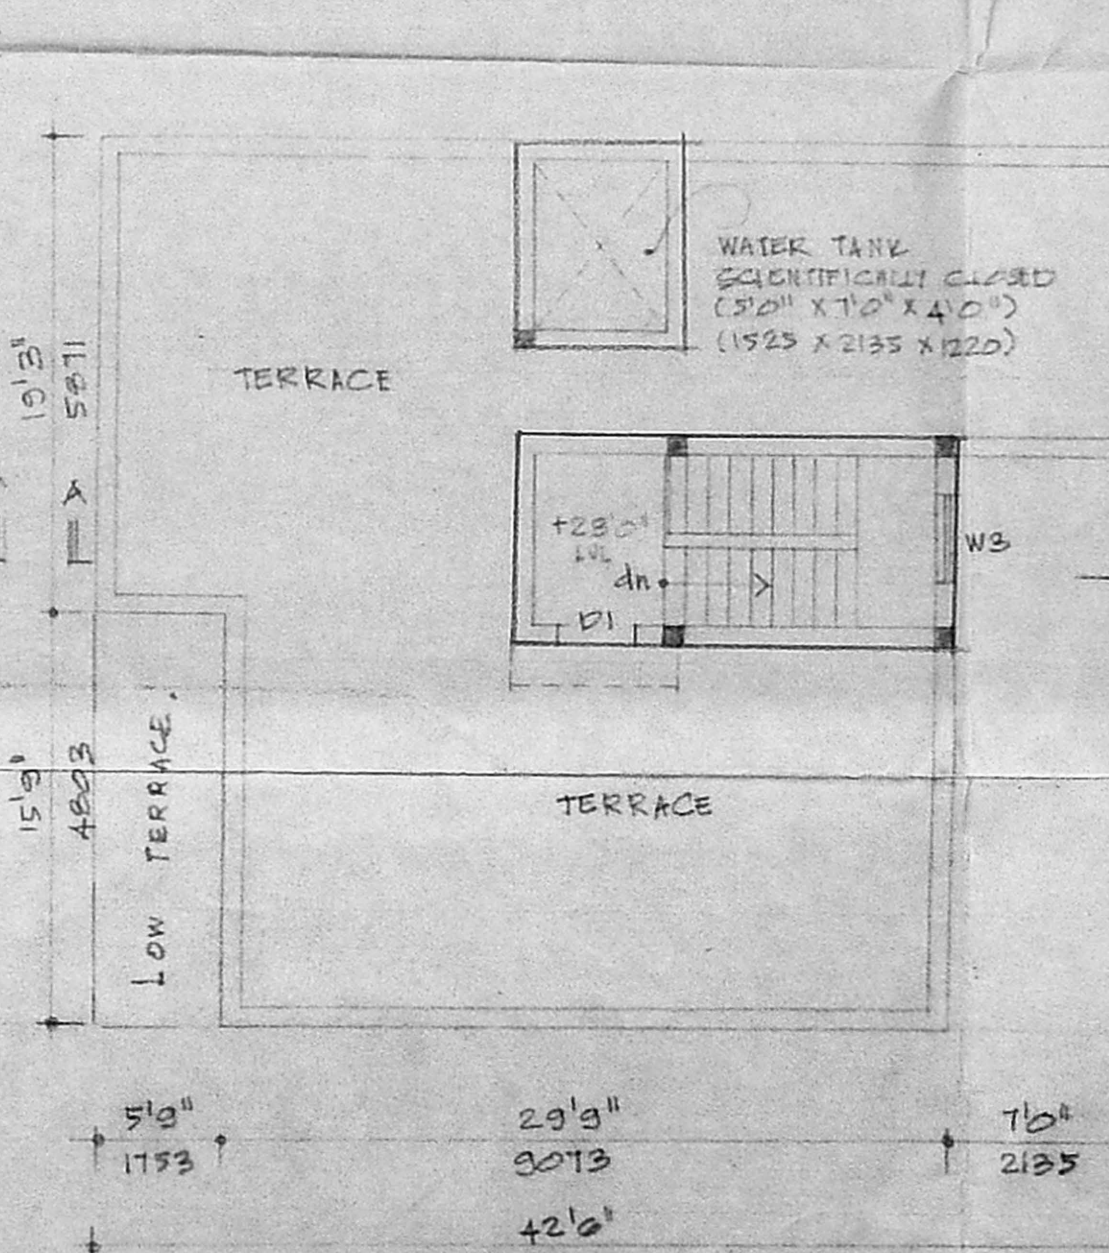 WATER TANK
SCIENTIFICALLY CLOSED
(5'0" X 7'0" X 4'0")
(1525 X 2135 X 1220)
TERRACE
19'3"
5871
A
W3
dn
D1
LVL
TERRACE
15'9"
4803
LOW TERRACE.
5'9"
1753
29'9"
9073
7'0"
2135
42'6"